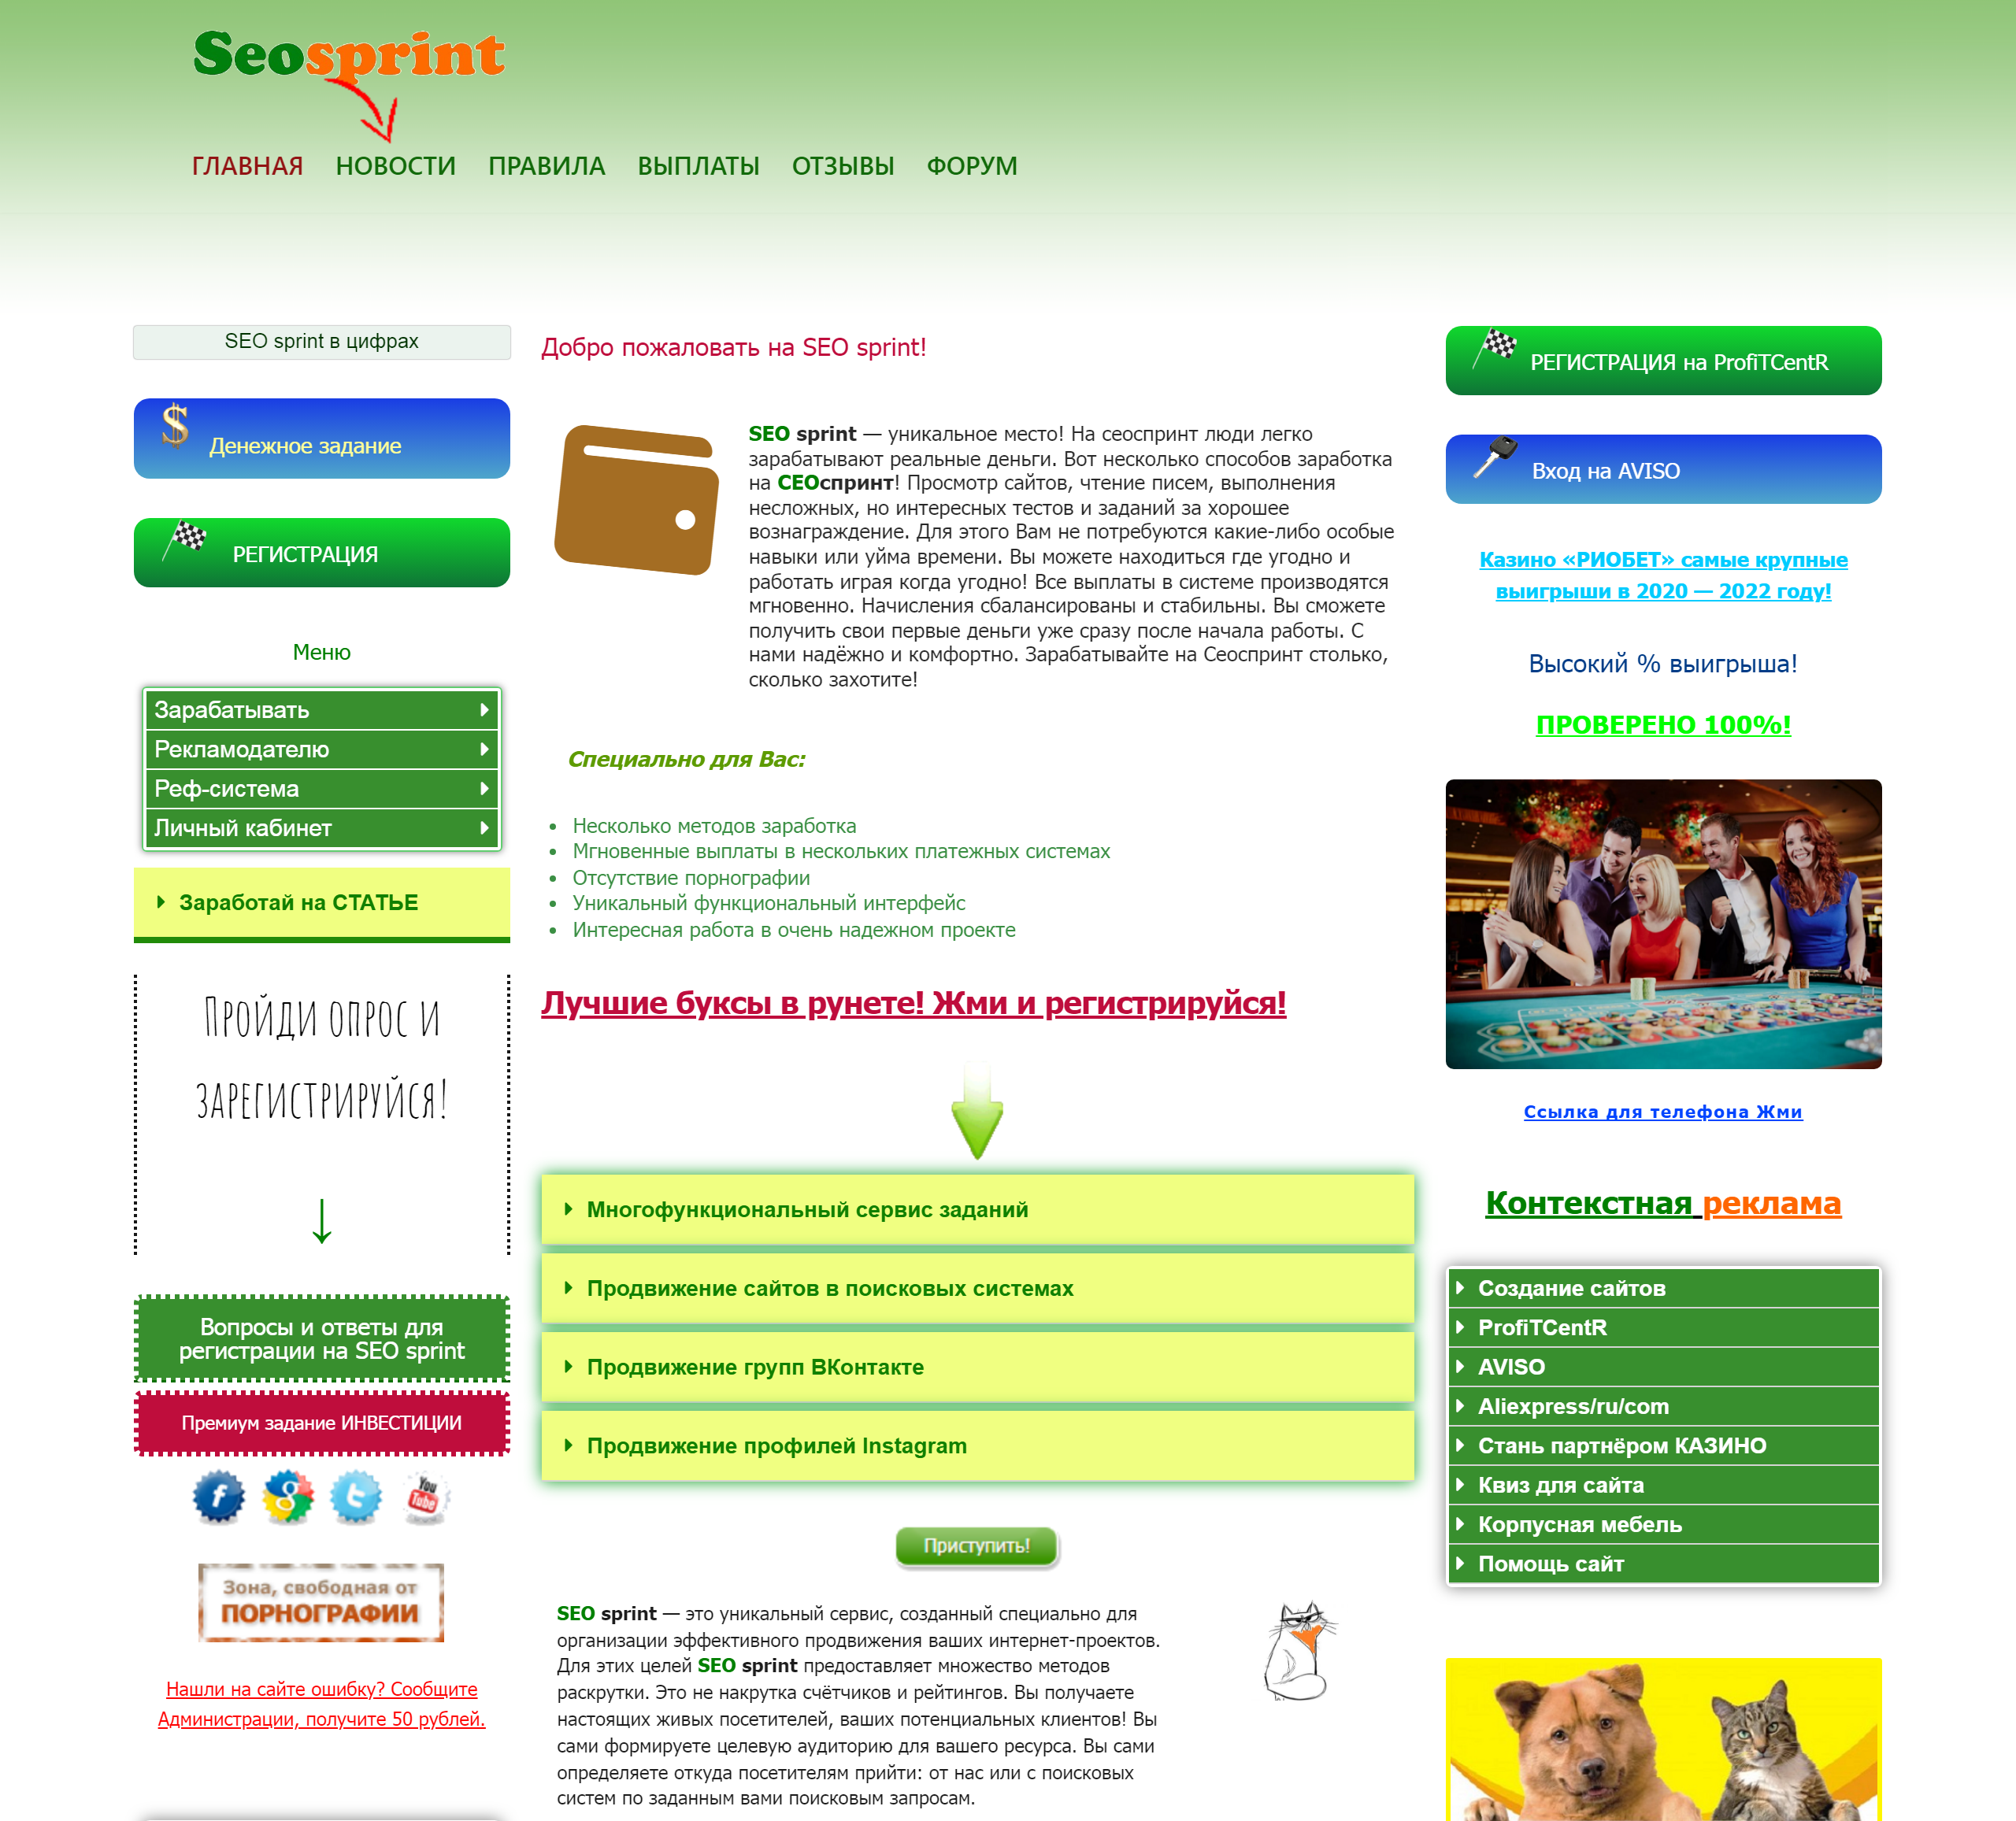 Seosprint
ГЛАВНАЯ НОВОСТИ ПРАВИЛА ВЫПЛАТЫ ОТЗЫВЫ ФОРУМ
SEO sprint в цифрах
Денежное задание
РЕГИСТРАЦИЯ
Меню
Зарабатывать
Рекламодателю
Реф-система
Личный кабинет
Заработай на СТАТЬЕ
Пройди опрос и
зарегистрируйся!
↓
Вопросы и ответы для
регистрации на SEO sprint
Премиум задание ИНВЕСТИЦИИ
f g t You Tube
Зона, свободная от
ПОРНОГРАФИИ
Нашли на сайте ошибку? Сообщите
Администрации, получите 50 рублей.
Добро пожаловать на SEO sprint!
SEO sprint — уникальное место! На сеоспринт люди легко
зарабатывают реальные деньги. Вот несколько способов заработка
на СЕОспринт! Просмотр сайтов, чтение писем, выполнения
несложных, но интересных тестов и заданий за хорошее
вознаграждение. Для этого Вам не потребуются какие-либо особые
навыки или уйма времени. Вы можете находиться где угодно и
работать играя когда угодно! Все выплаты в системе производятся
мгновенно. Начисления сбалансированы и стабильны. Вы сможете
получить свои первые деньги уже сразу после начала работы. С
нами надёжно и комфортно. Зарабатывайте на Сеоспринт столько,
сколько захотите!
Специально для Вас:
• Несколько методов заработка
• Мгновенные выплаты в нескольких платежных системах
• Отсутствие порнографии
• Уникальный функциональный интерфейс
• Интересная работа в очень надежном проекте
Лучшие буксы в рунете! Жми и регистрируйся!
Многофункциональный сервис заданий
Продвижение сайтов в поисковых системах
Продвижение групп ВКонтакте
Продвижение профилей Instagram
Приступить!
SEO sprint — это уникальный сервис, созданный специально для
организации эффективного продвижения ваших интернет-проектов.
Для этих целей SEO sprint предоставляет множество методов
раскрутки. Это не накрутка счётчиков и рейтингов. Вы получаете
настоящих живых посетителей, ваших потенциальных клиентов! Вы
сами формируете целевую аудиторию для вашего ресурса. Вы сами
определяете откуда посетителям прийти: от нас или с поисковых
систем по заданным вами поисковым запросам.
РЕГИСТРАЦИЯ на ProfiTCentR
Вход на AVISO
Казино «РИОБЕТ» самые крупные
выигрыши в 2020 — 2022 году!
Высокий % выигрыша!
ПРОВЕРЕНО 100%!
Ссылка для телефона Жми
Контекстная реклама
Создание сайтов
ProfiTCentR
AVISO
Aliexpress/ru/com
Стань партнёром КАЗИНО
Квиз для сайта
Корпусная мебель
Помощь сайт